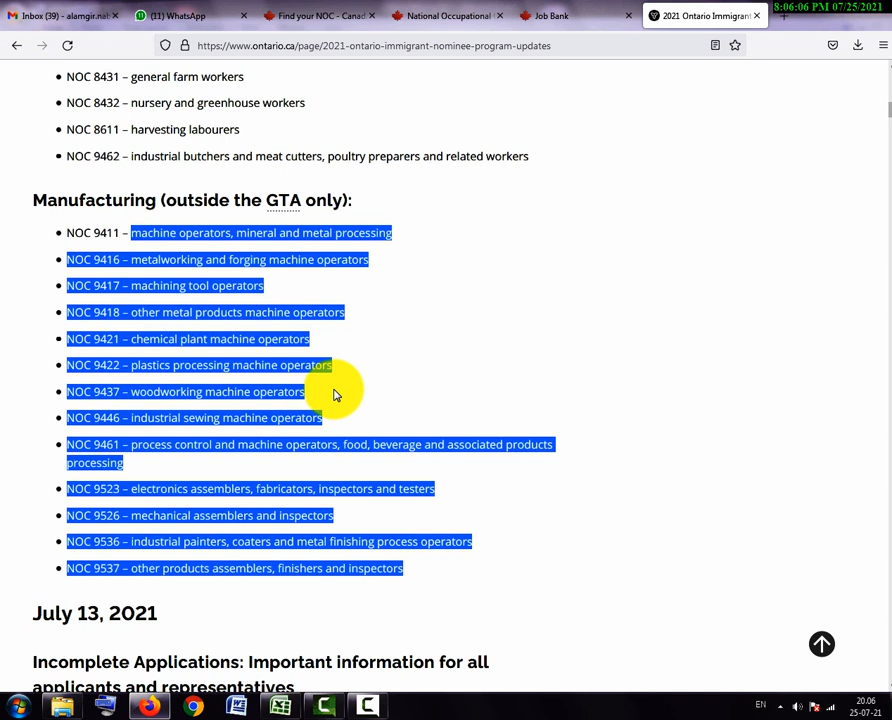 8:06:06 PM 07/25/2021
Inbox (39) - alamgir.nat
(11) WhatsApp
Find your NOC - Canad
National Occupational C
Job Bank
2021 Ontario Immigrant
https://www.ontario.ca/page/2021-ontario-immigrant-nominee-program-updates
NOC 8431 – general farm workers
NOC 8432 – nursery and greenhouse workers
NOC 8611 – harvesting labourers
NOC 9462 – industrial butchers and meat cutters, poultry preparers and related workers
Manufacturing (outside the GTA only):
NOC 9411 – machine operators, mineral and metal processing
NOC 9416 – metalworking and forging machine operators
NOC 9417 – machining tool operators
NOC 9418 – other metal products machine operators
NOC 9421 – chemical plant machine operators
NOC 9422 – plastics processing machine operators
NOC 9437 – woodworking machine operators
NOC 9446 – industrial sewing machine operators
NOC 9461 – process control and machine operators, food, beverage and associated products
processing
NOC 9523 – electronics assemblers, fabricators, inspectors and testers
NOC 9526 – mechanical assemblers and inspectors
NOC 9536 – industrial painters, coaters and metal finishing process operators
NOC 9537 – other products assemblers, finishers and inspectors
July 13, 2021
Incomplete Applications: Important information for all
applicants and representatives
EN
20.06
25-07-21